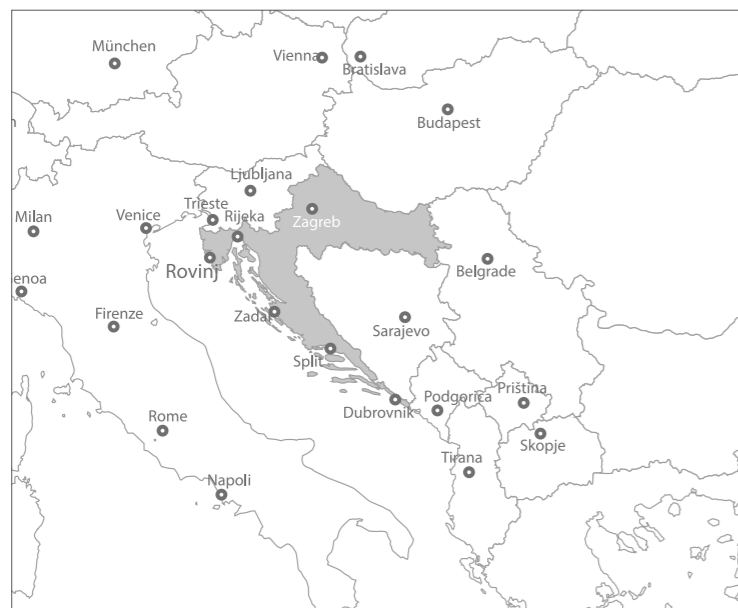 München
Vienna
Bratislava
Budapest
Ljubljana
Trieste
Rijeka
Zagreb
Milan
Venice
Rovinj
Belgrade
enoa
Firenze
Zadar
Sarajevo
Split
Dubrovnik
Podgorica
Priština
Rome
Skopje
Tirana
Napoli